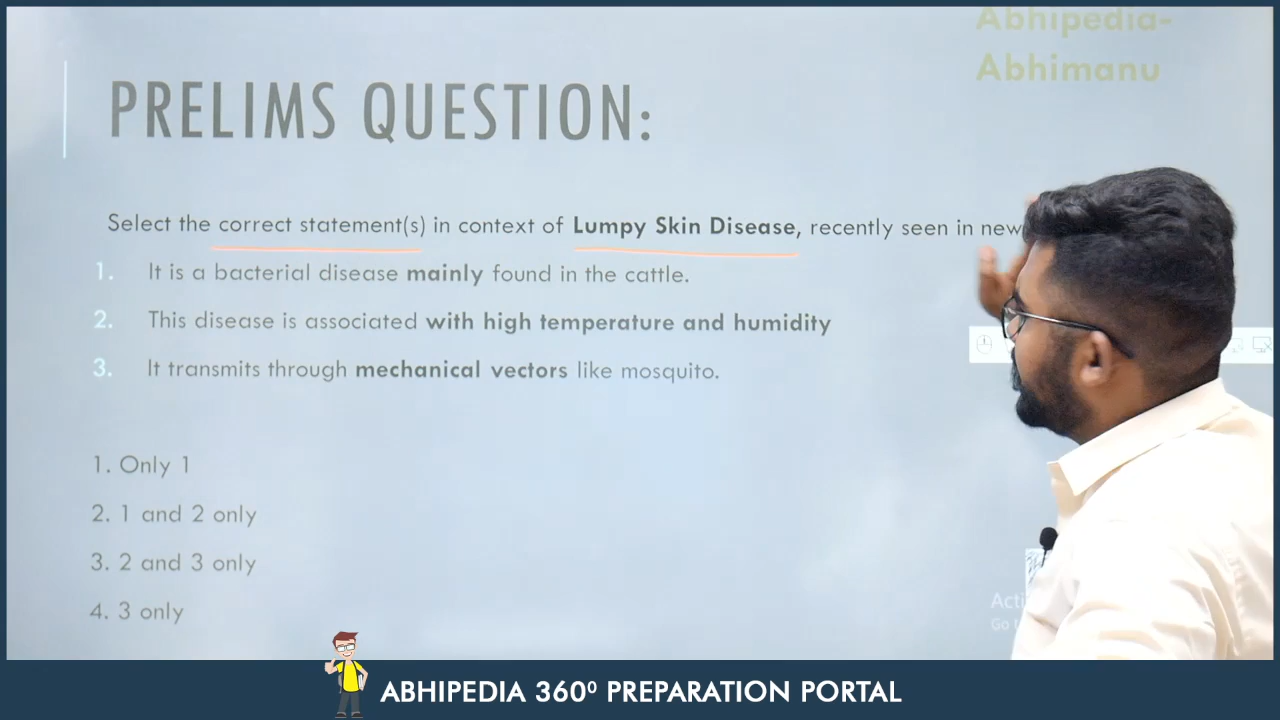 Abhipedia-
Abhimanu
PRELIMS QUESTION:
Select the correct statement(s) in context of Lumpy Skin Disease, recently seen in new
1. It is a bacterial disease mainly found in the cattle.
2. This disease is associated with high temperature and humidity
3. It transmits through mechanical vectors like mosquito.
1. Only 1
2. 1 and 2 only
3. 2 and 3 only
4. 3 only
ABHIPEDIA 360⁰ PREPARATION PORTAL